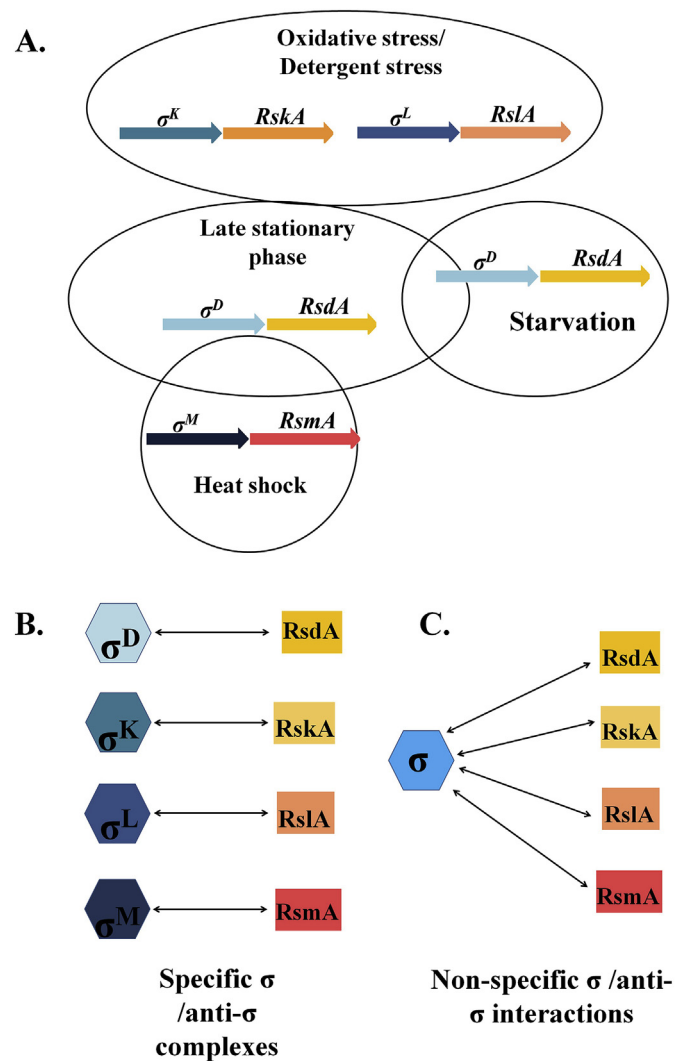 A.
Oxidative stress/
Detergent stress
σK RskA σL RslA
Late stationary
phase
σD RsdA
σD RsdA
Starvation
σM RsmA
Heat shock
B.
σD RsdA
σK RskA
σL RslA
σM RsmA
Specific σ
/anti-σ
complexes
C.
σ
RsdA
RskA
RslA
RsmA
Non-specific σ /anti-
σ interactions